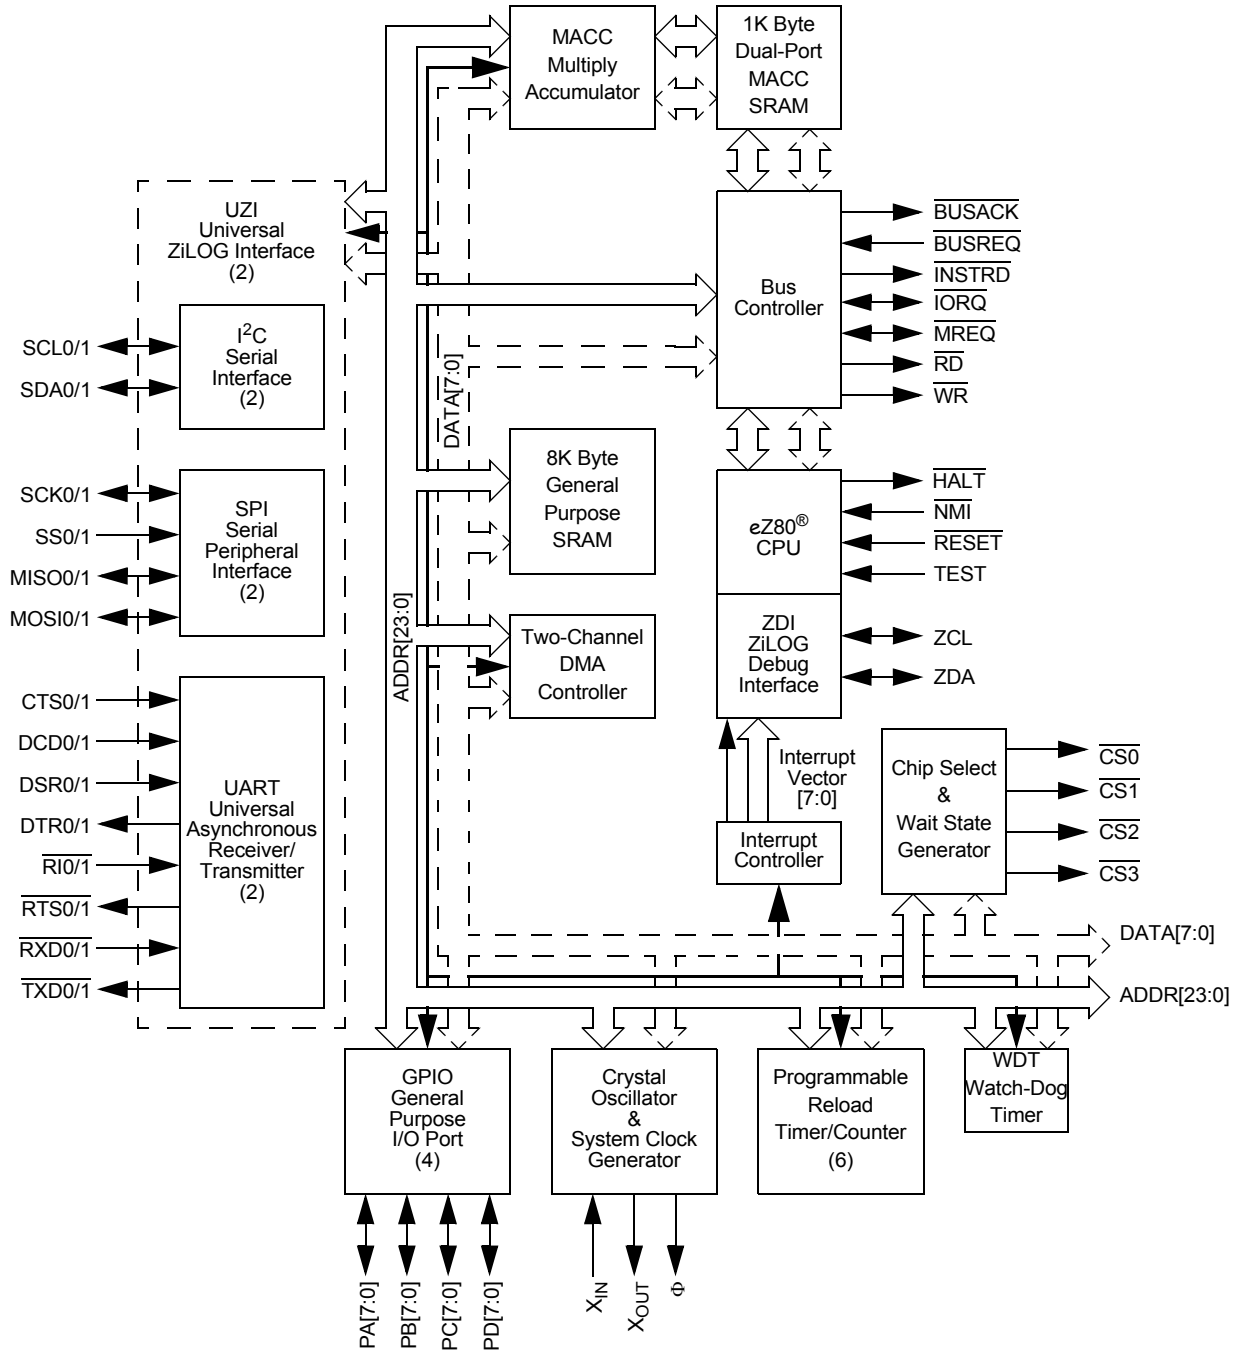 MACC
Multiply
Accumulator
1K Byte
Dual-Port
MACC
SRAM
UZI
Universal
ZiLOG Interface
(2)
I²C
Serial
Interface
(2)
SCL0/1
SDA0/1
SPI
Serial
Peripheral
Interface
(2)
SCK0/1
SS0/1
MISO0/1
MOSI0/1
UART
Universal
Asynchronous
Receiver/
Transmitter
(2)
CTS0/1
DCD0/1
DSR0/1
DTR0/1
RI0/1
RTS0/1
RXD0/1
TXD0/1
ADDR[23:0]
DATA[7:0]
Bus
Controller
BUSACK
BUSREQ
INSTRD
IORQ
MREQ
RD
WR
8K Byte
General
Purpose
SRAM
eZ80®
CPU
HALT
NMI
RESET
TEST
Two-Channel
DMA
Controller
ZDI
ZiLOG
Debug
Interface
ZCL
ZDA
Interrupt
Vector
[7:0]
Interrupt
Controller
Chip Select
&
Wait State
Generator
CS0
CS1
CS2
CS3
DATA[7:0]
ADDR[23:0]
GPIO
General
Purpose
I/O Port
(4)
Crystal
Oscillator
&
System Clock
Generator
Programmable
Reload
Timer/Counter
(6)
WDT
Watch-Dog
Timer
PA[7:0]
PB[7:0]
PC[7:0]
PD[7:0]
XIN
XOUT
Φ